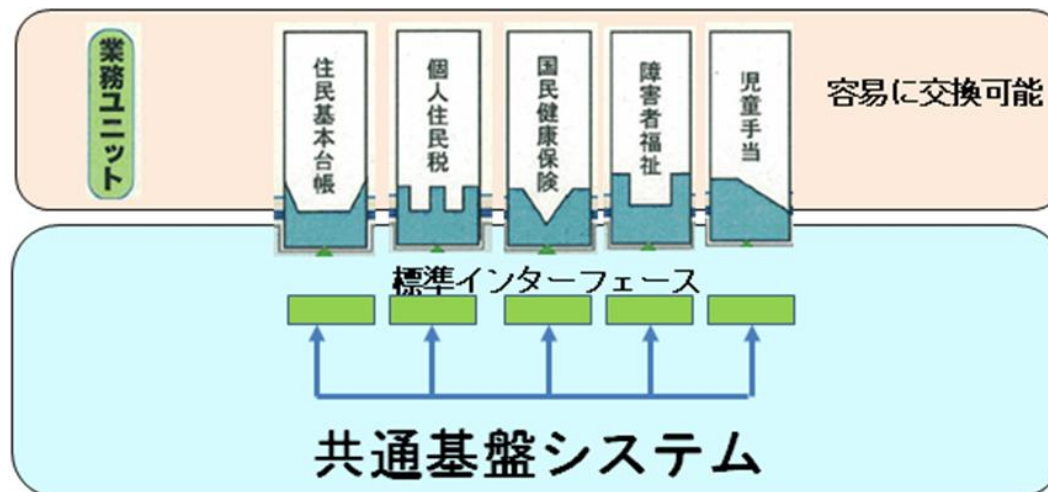 業務ユニット
住民基本台帳
個人住民税
国民健康保険
障害者福祉
児童手当
容易に交換可能
標準インターフェース
共通基盤システム